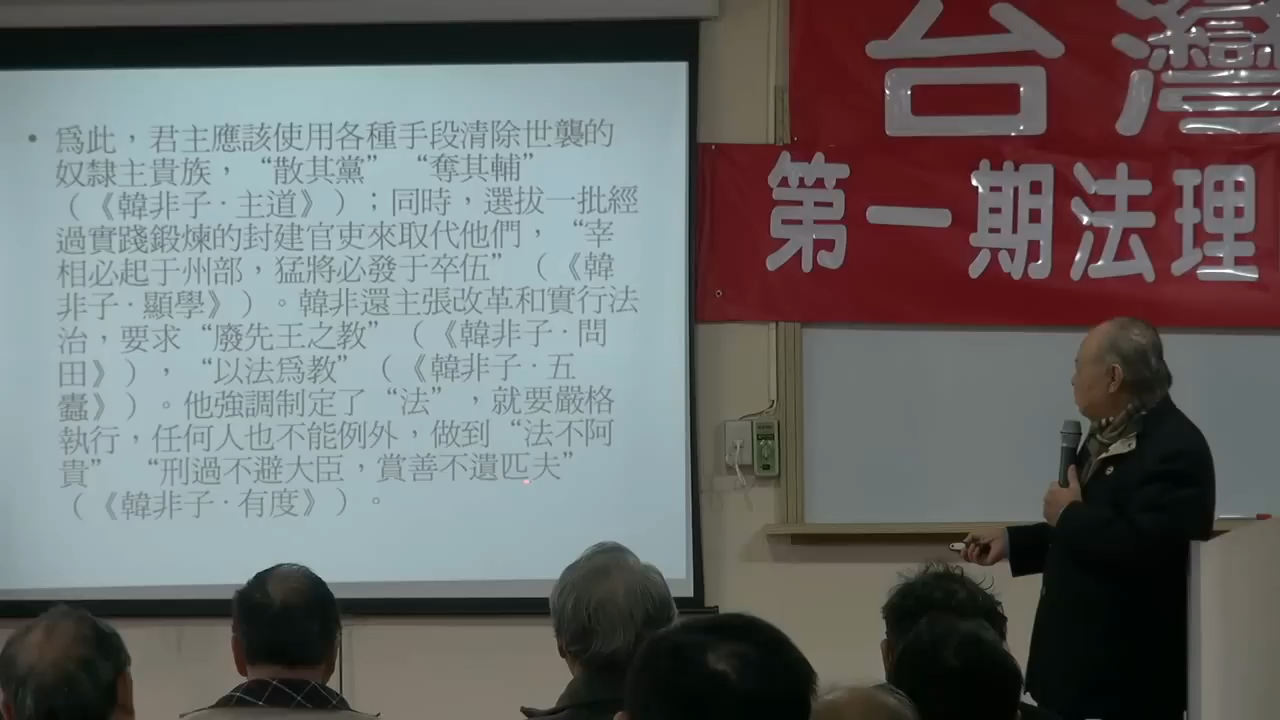 • 爲此，君主應該使用各種手段清除世襲的
奴隸主貴族，“散其黨”“奪其輔”
（《韓非子·主道》）；同時，選拔一批經
過實踐鍛煉的封建官吏來取代他們，“宰
相必起于州部，猛將必發于卒伍”（《韓
非子·顯學》）。韓非還主張改革和實行法
治，要求“廢先王之教”（《韓非子·問
田》），“以法爲教”（《韓非子·五
蠹》）。他強調制定了“法”，就要嚴格
執行，任何人也不能例外，做到“法不阿
貴”“刑過不避大臣，賞善不遺匹夫”
（《韓非子·有度》）。
台灣
第一期法理